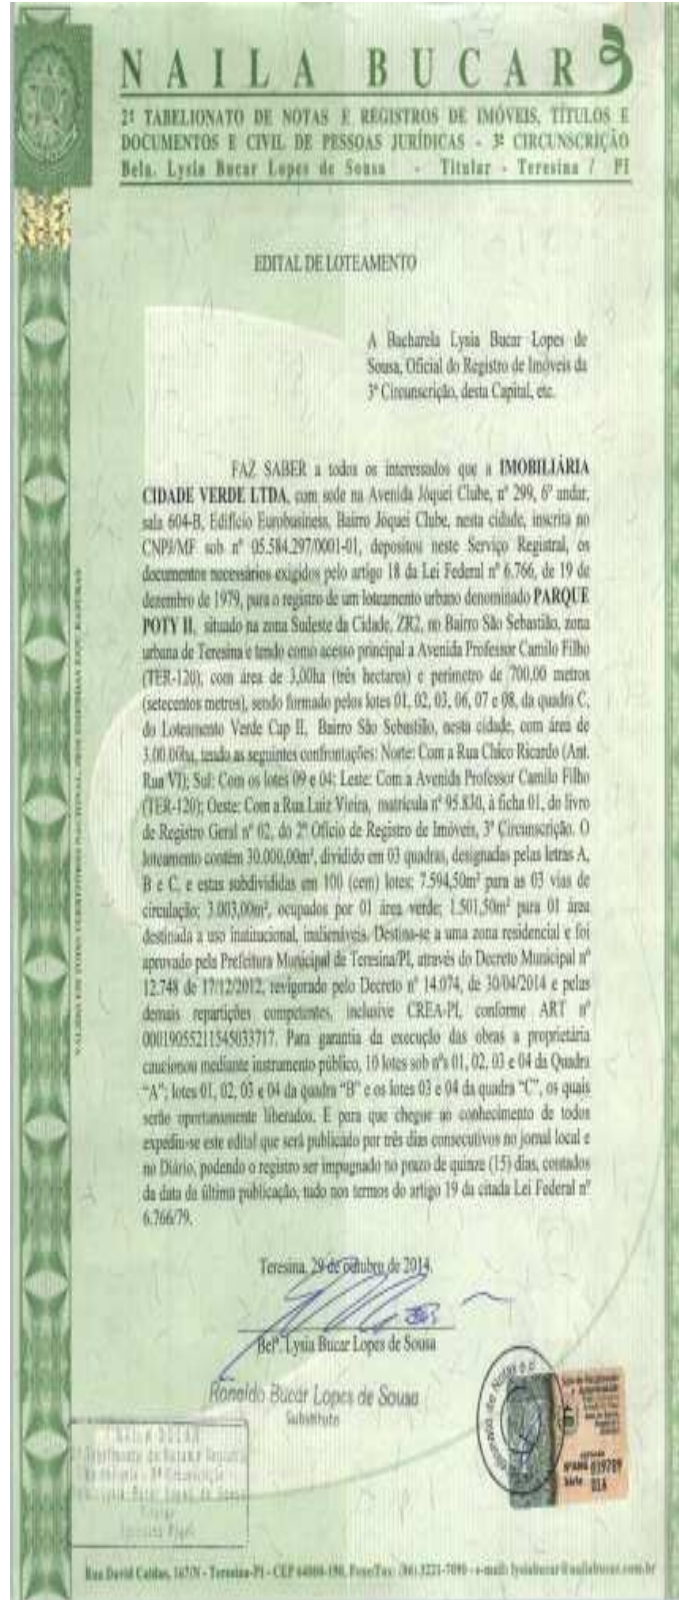 NAILA BUCAR
2º TABELIONATO DE NOTAS E REGISTROS DE IMÓVEIS, TÍTULOS E
DOCUMENTOS E CIVIL DE PESSOAS JURÍDICAS - 3ª CIRCUNSCRIÇÃO
Bela. Lysia Bucar Lopes de Sousa - Titular - Teresina / PI
EDITAL DE LOTEAMENTO
A Bacharela Lysia Bucar Lopes de
Sousa, Oficial do Registro de Imóveis da
3ª Circunscrição, desta Capital, etc.
FAZ SABER a todos os interessados que a IMOBILIÁRIA
CIDADE VERDE LTDA, com sede na Avenida Jóquei Clube, nº 299, 6º andar,
sala 604-B, Edifício Eurobusiness, Bairro Jóquei Clube, nesta cidade, inscrita no
CNPJ/MF sob nº 05.584.297/0001-01, depositou neste Serviço Registral, os
documentos necessários exigidos pelo artigo 18 da Lei Federal nº 6.766, de 19 de
dezembro de 1979, para o registro de um loteamento urbano denominado PARQUE
POTY II, situado na zona Sudeste da Cidade, ZR2, no Bairro São Sebastião, zona
urbana de Teresina e tendo como acesso principal a Avenida Professor Camilo Filho
(TER-120); com área de 3,00ha (três hectares) e perímetro de 700,00 metros
(setecentos metros), sendo formado pelos lotes 01, 02, 03, 06, 07 e 08, da quadra C,
do Loteamento Verde Cap II, Bairro São Sebastião, nesta cidade, com área de
3.00.00ha, tendo as seguintes confrontações: Norte: Com a Rua Chico Ricardo (Ant.
Rua VI); Sul: Com os lotes 09 e 04; Leste: Com a Avenida Professor Camilo Filho
(TER-120); Oeste: Com a Rua Luiz Vieira, matrícula nº 95.830, à ficha 01, do livro
de Registro Geral nº 02, do 2º Ofício de Registro de Imóveis, 3ª Circunscrição. O
loteamento contém 30.000,00m², dividido em 03 quadras, designadas pelas letras A,
B e C, e estas subdivididas em 100 (cem) lotes; 7.594,50m² para as 03 vias de
circulação; 3.003,00m², ocupados por 01 área verde; 1.501,50m² para 01 área
destinada a uso institucional, inalienáveis. Destina-se a uma zona residencial e foi
aprovado pela Prefeitura Municipal de Teresina/PI, através do Decreto Municipal nº
12.748 de 17/12/2012, revigorado pelo Decreto nº 14.074, de 30/04/2014 e pelas
demais repartições competentes, inclusive CREA-PI, conforme ART nº
00019055211545033717. Para garantia da execução das obras a proprietária
caucionou mediante instrumento público, 10 lotes sob nºs 01, 02, 03 e 04 da Quadra
“A”; lotes 01, 02, 03 e 04 da quadra “B” e os lotes 03 e 04 da quadra “C”, os quais
serão oportunamente liberados. E para que chegue ao conhecimento de todos
expediu-se este edital que será publicado por três dias consecutivos no jornal local e
no Diário, podendo o registro ser impugnado no prazo de quinze (15) dias, contados
da data da última publicação, tudo nos termos do artigo 19 da citada Lei Federal nº
6.766/79.
Teresina, 29 de outubro de 2014.
Belª. Lysia Bucar Lopes de Sousa
Ronaldo Bucar Lopes de Sousa
Substituto
NAILA BUCAR
Rua David Caldas, 167/N - Teresina-PI - CEP 64000-190, Fone/Fax: (86) 3221-7090 - e-mail: lysiabucar@nailabucar.com.br